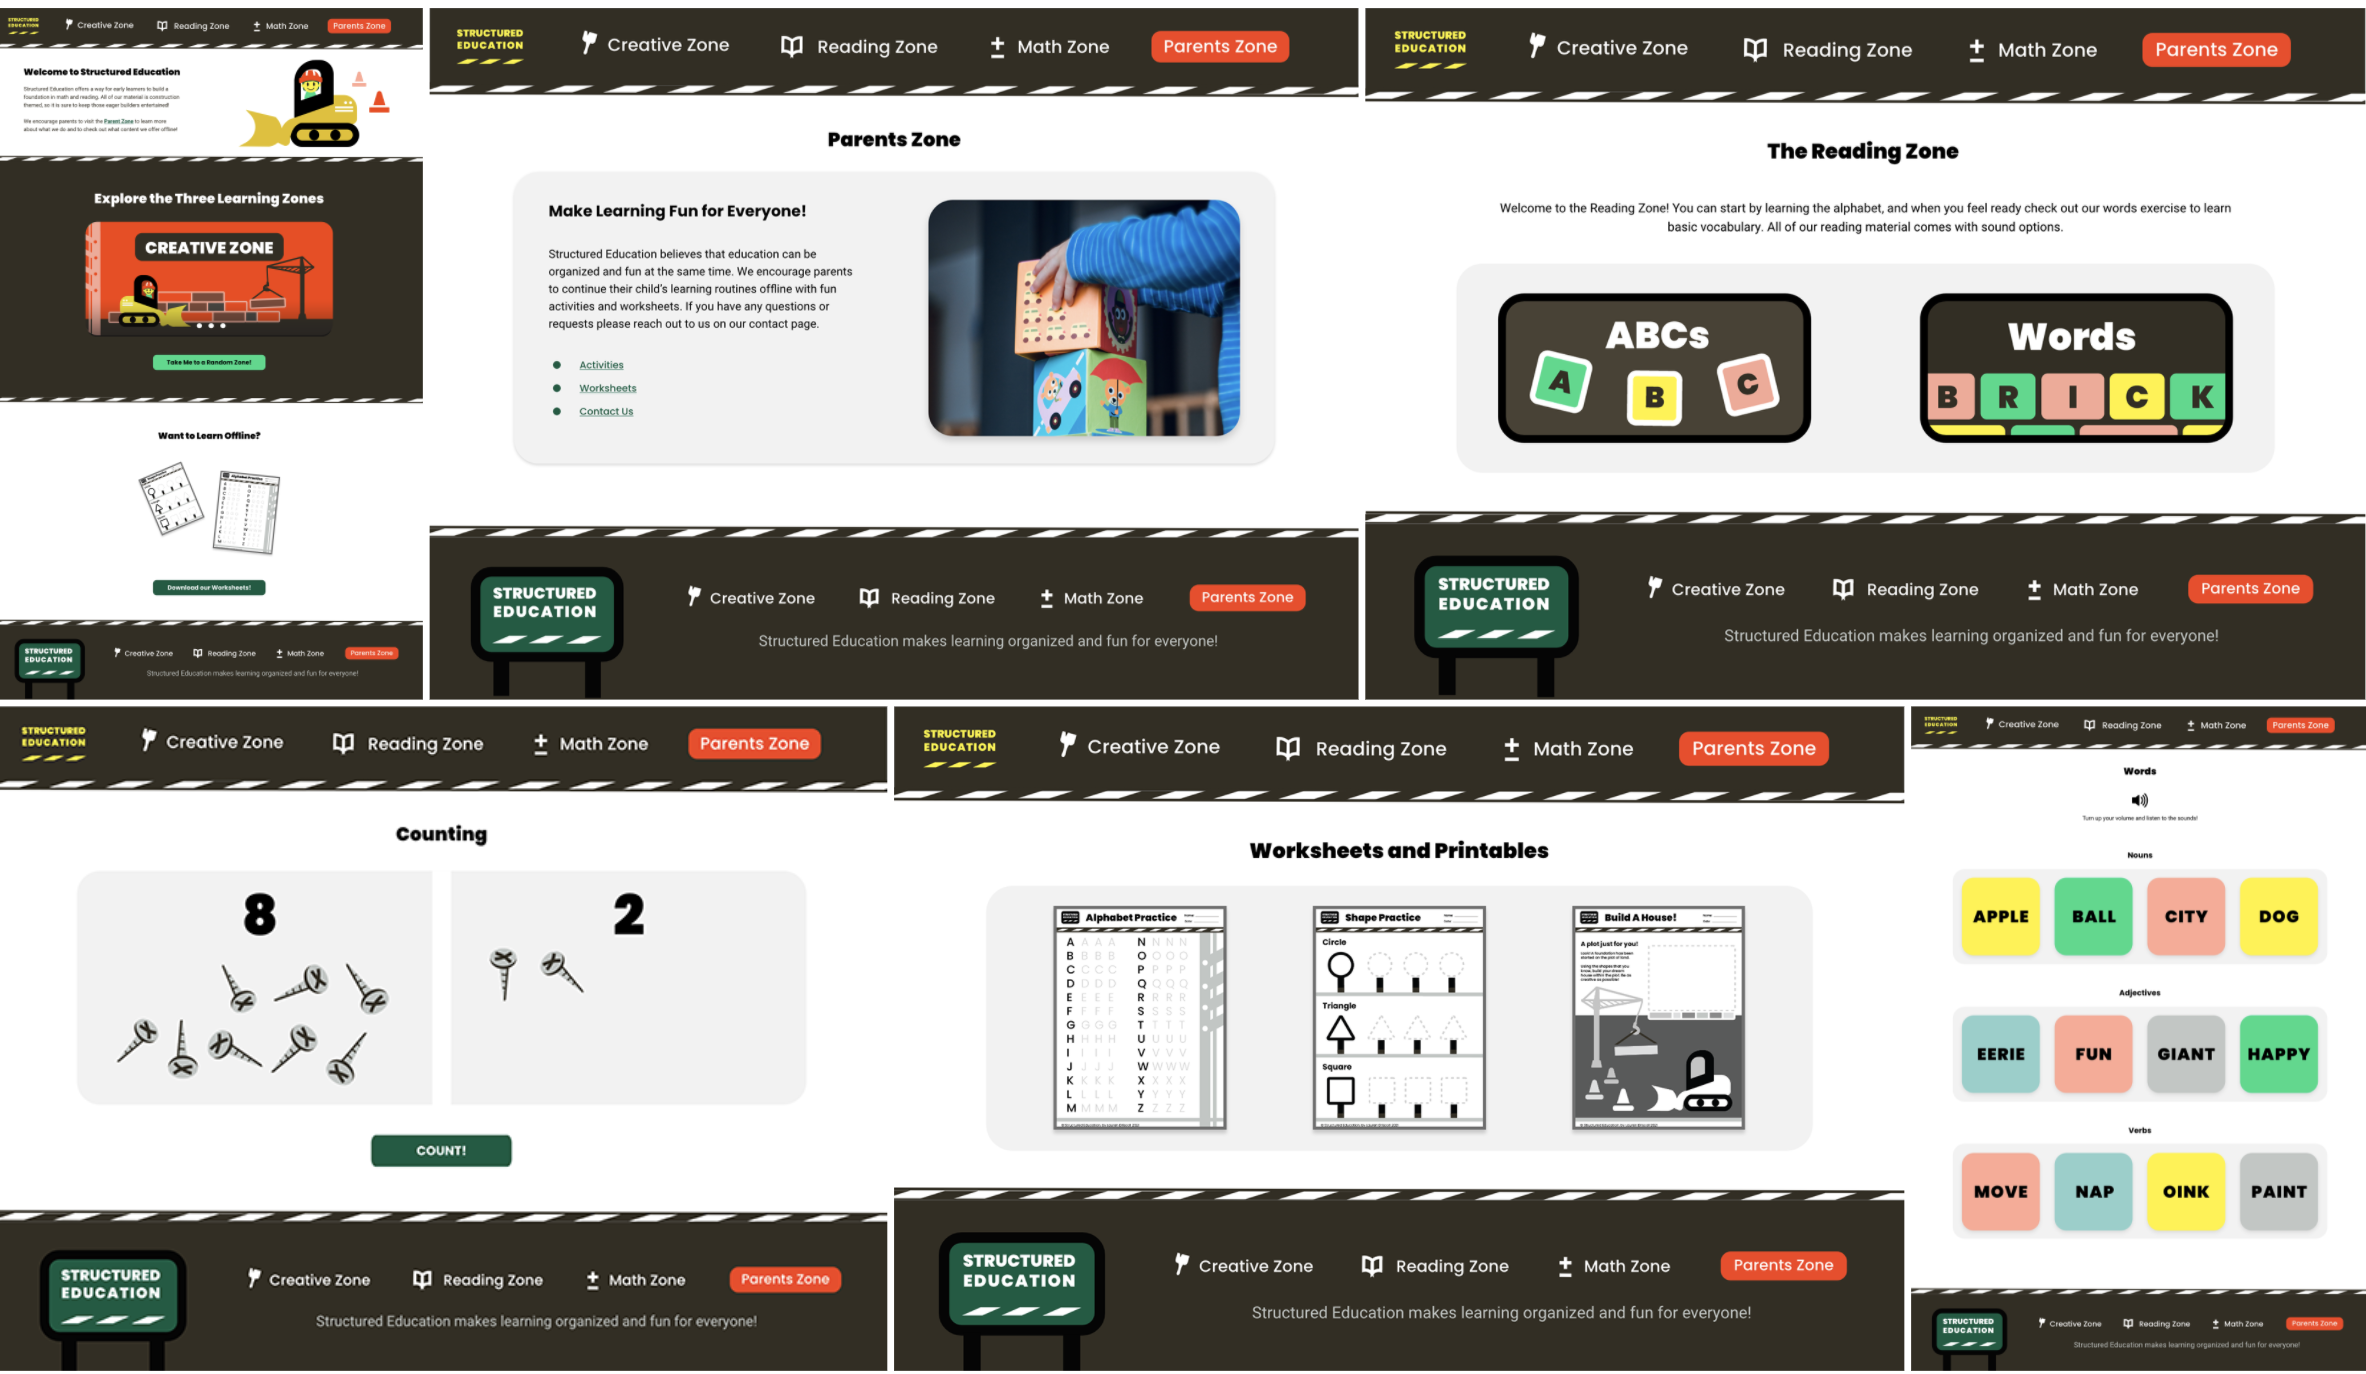 STRUCTURED
EDUCATION
Creative Zone
Reading Zone
Math Zone
Parents Zone
Welcome to Structured Education
Structured Education offers a way for early learners to build a
foundation in math and reading. All of our material is construction
themed, so it is sure to keep those eager builders entertained!
We encourage parents to visit the Parent Zone to learn more
about what we do and to check out what content we offer offline!
Explore the Three Learning Zones
CREATIVE ZONE
Take Me to a Random Zone!
Want to Learn Offline?
Alphabet Practice
Download our Worksheets!
STRUCTURED
EDUCATION
Creative Zone
Reading Zone
Math Zone
Parents Zone
Structured Education makes learning organized and fun for everyone!
STRUCTURED
EDUCATION
Creative Zone
Reading Zone
Math Zone
Parents Zone
Parents Zone
Make Learning Fun for Everyone!
Structured Education believes that education can be
organized and fun at the same time. We encourage parents
to continue their child's learning routines offline with fun
activities and worksheets. If you have any questions or
requests please reach out to us on our contact page.
Activities
Worksheets
Contact Us
STRUCTURED
EDUCATION
Creative Zone
Reading Zone
Math Zone
Parents Zone
Structured Education makes learning organized and fun for everyone!
STRUCTURED
EDUCATION
Creative Zone
Reading Zone
Math Zone
Parents Zone
The Reading Zone
Welcome to the Reading Zone! You can start by learning the alphabet, and when you feel ready check out our words exercise to learn
basic vocabulary. All of our reading material comes with sound options.
ABCs
A B C
Words
B R I C K
STRUCTURED
EDUCATION
Creative Zone
Reading Zone
Math Zone
Parents Zone
Structured Education makes learning organized and fun for everyone!
STRUCTURED
EDUCATION
Creative Zone
Reading Zone
Math Zone
Parents Zone
Counting
8
2
COUNT!
STRUCTURED
EDUCATION
Creative Zone
Reading Zone
Math Zone
Parents Zone
Structured Education makes learning organized and fun for everyone!
STRUCTURED
EDUCATION
Creative Zone
Reading Zone
Math Zone
Parents Zone
Worksheets and Printables
Alphabet Practice
A A A A N N N N
B B B B O O O O
C C C C P P P P
D D D D Q Q Q Q
E E E E R R R R
F F F F S S S S
G G G G T T T T
H H H H U U U U
I I I I V V V V
J J J J W W W W
K K K K X X X X
L L L L Y Y Y Y
M M M M Z Z Z Z
Shape Practice
Circle
Triangle
Square
Build A House!
A plot just for you!
STRUCTURED
EDUCATION
Creative Zone
Reading Zone
Math Zone
Parents Zone
Structured Education makes learning organized and fun for everyone!
STRUCTURED
EDUCATION
Creative Zone
Reading Zone
Math Zone
Parents Zone
Words
Turn up your volume and listen to the sounds!
Nouns
APPLE
BALL
CITY
DOG
Adjectives
EERIE
FUN
GIANT
HAPPY
Verbs
MOVE
NAP
OINK
PAINT
STRUCTURED
EDUCATION
Creative Zone
Reading Zone
Math Zone
Parents Zone
Structured Education makes learning organized and fun for everyone!